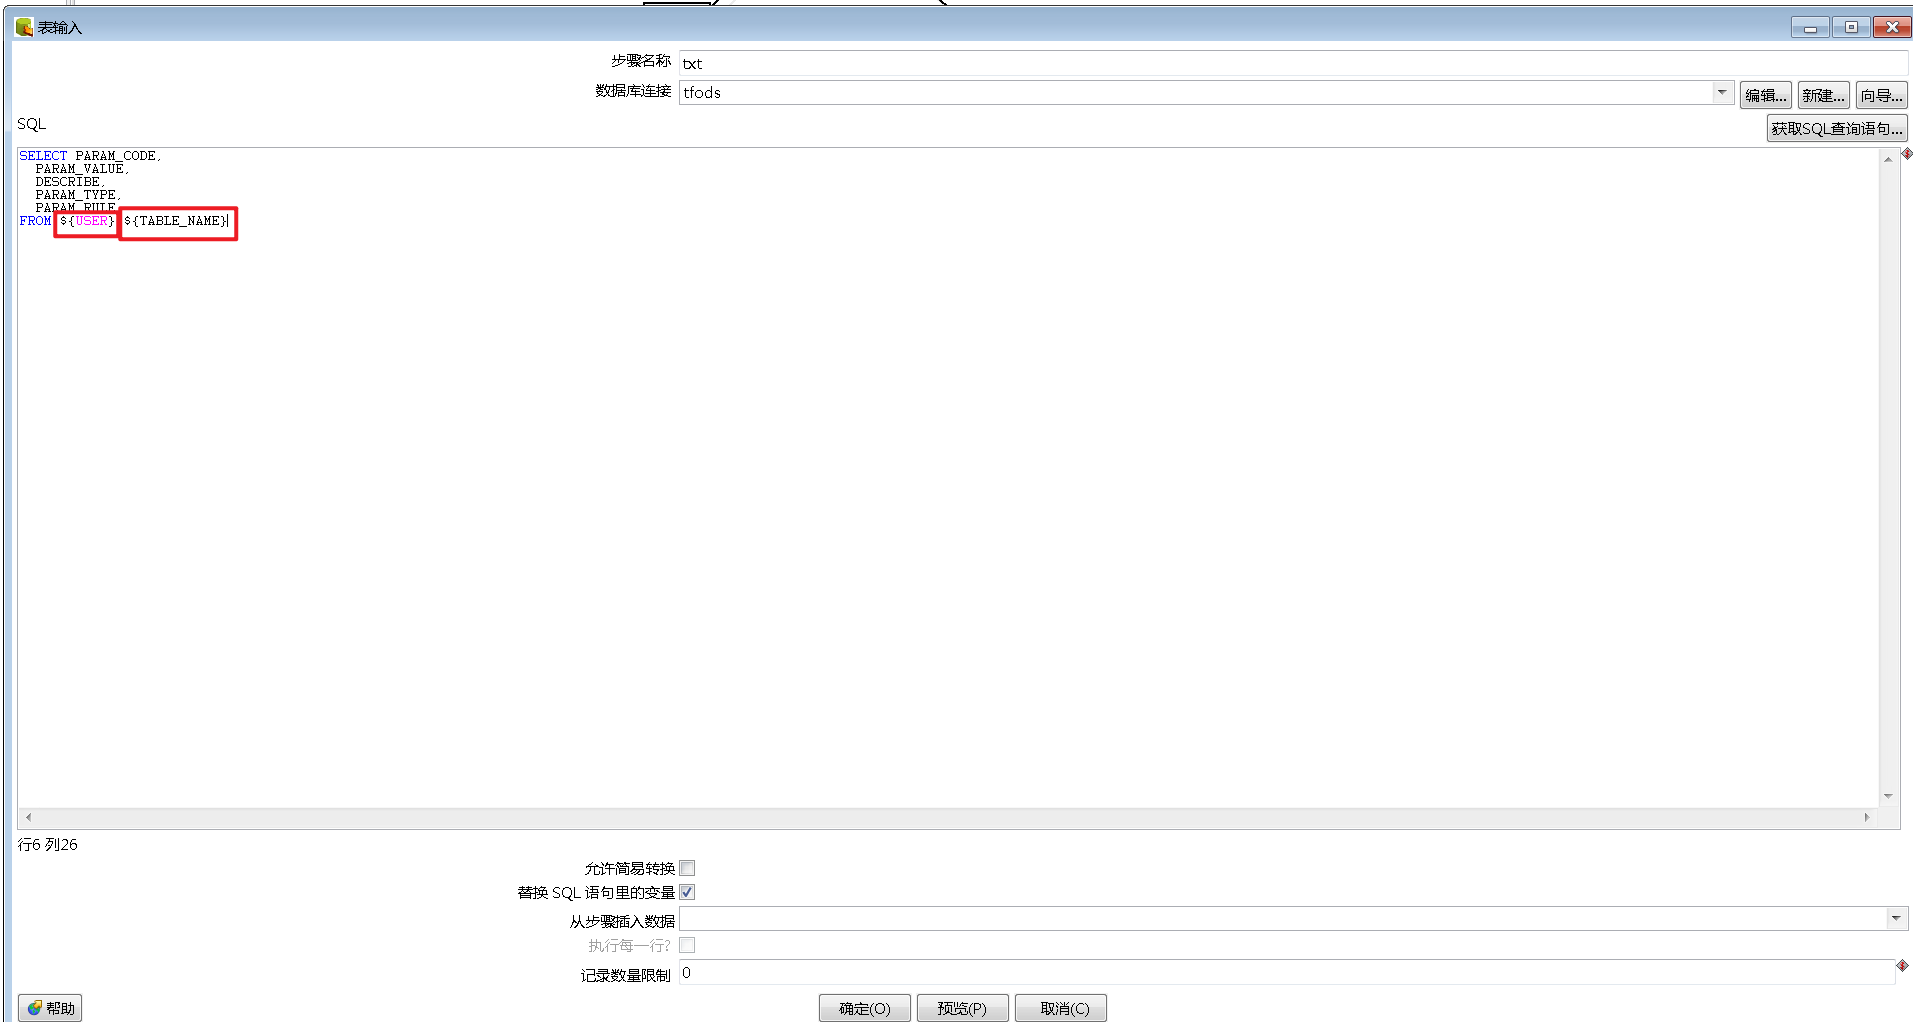 表输入
步骤名称 txt
数据库连接 tfods 编辑... 新建... 向导...
SQL 获取SQL查询语句...
SELECT PARAM_CODE,
PARAM_VALUE,
DESCRIBE,
PARAM_TYPE,
PARAM_RULE
FROM ${USER} ${TABLE_NAME}
行6 列26
允许简易转换
替换 SQL 语句里的变量
从步骤插入数据
执行每一行?
记录数量限制 0
帮助 确定(O) 预览(P) 取消(C)